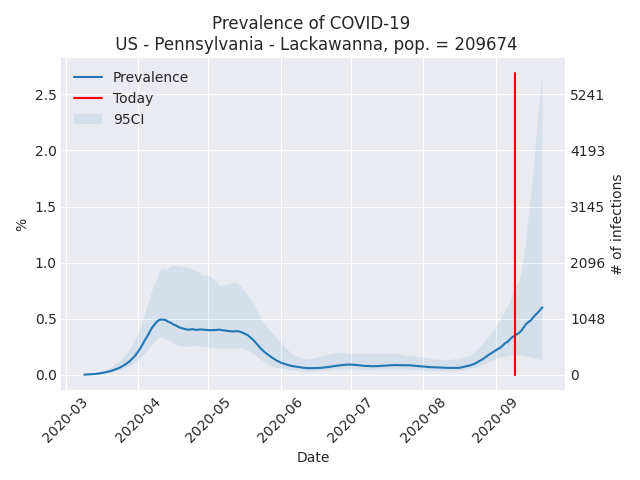 Prevalence of COVID-19
US - Pennsylvania - Lackawanna, pop. = 209674
Prevalence
Today
95CI
2.5
2.0
1.5
1.0
0.5
0.0
%
5241
4193
3145
2096
1048
0
# of infections
2020-03
2020-04
2020-05
2020-06
2020-07
2020-08
2020-09
Date